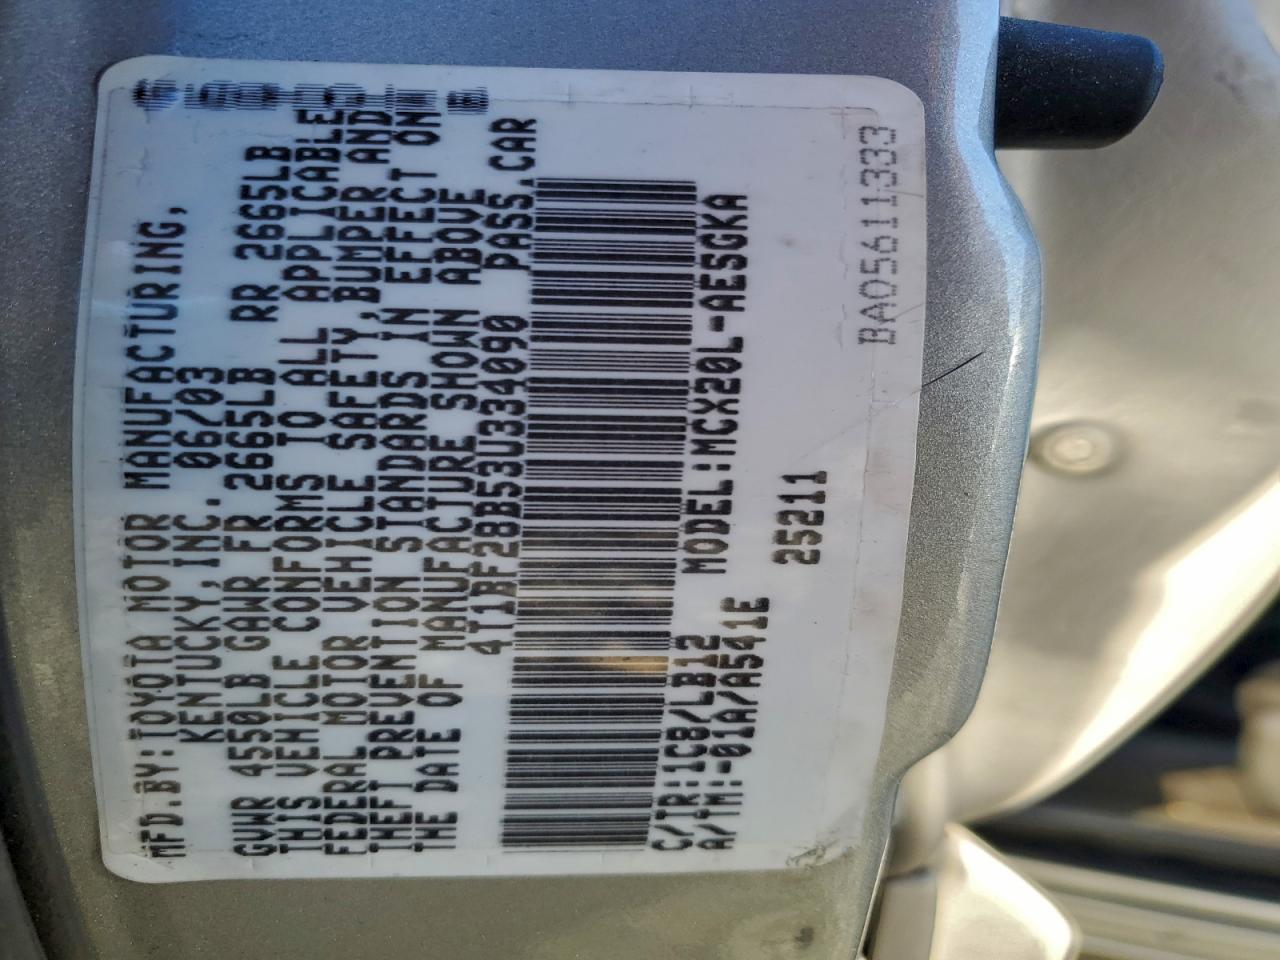 MFD.BY:TOYOTA MOTOR MANUFACTURING,
KENTUCKY,INC. 06/03
GVWR 4550LB GAWR FR 2665LB RR 2665LB
THIS VEHICLE CONFORMS TO ALL APPLICABLE
FEDERAL MOTOR VEHICLE SAFETY,BUMPER AND
THEFT PREVENTION STANDARDS IN EFFECT ON
THE DATE OF MANUFACTURE SHOWN ABOVE
4T1BF28B53U334090 PASS.CAR
C/TR:1C8/LB12 MODEL:MCX20L-AESGKA
A/TM:-01A/A541E
25211
BA05611333